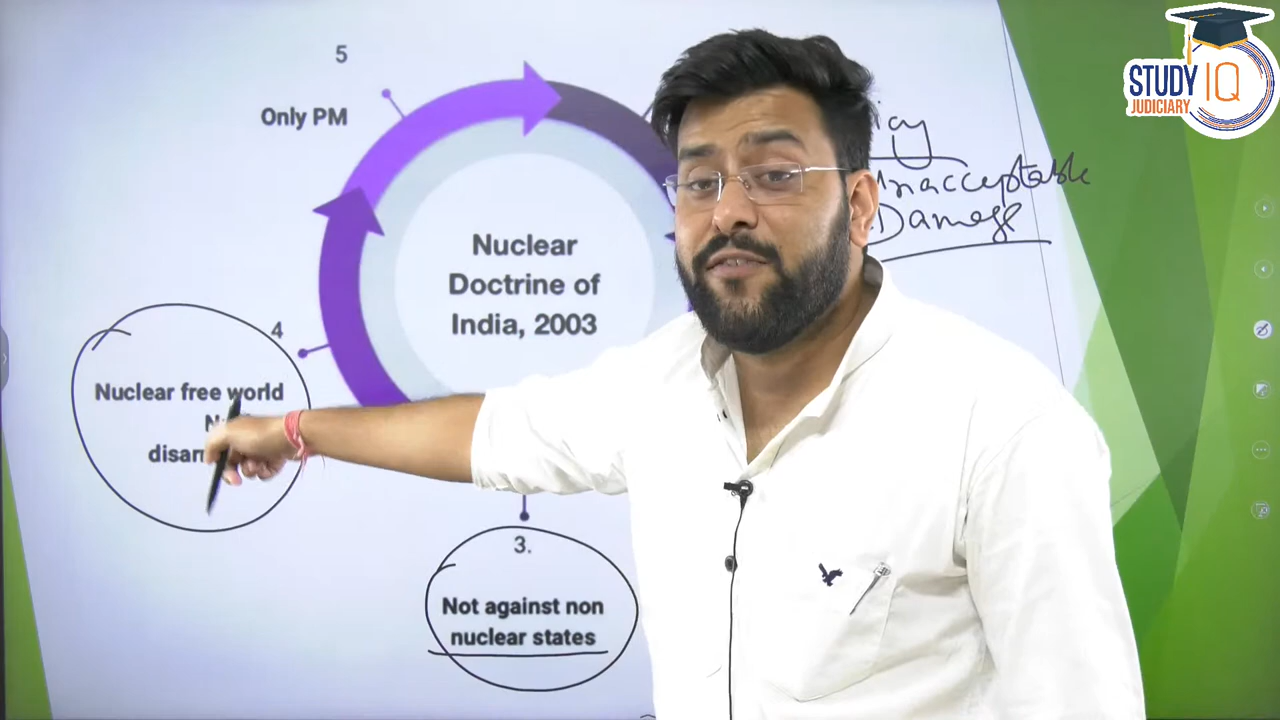 5
Only PM
Nuclear
Doctrine of
India, 2003
4
Nuclear free world
3.
Not against non
nuclear states
Unacceptable
Damage
STUDY IQ
JUDICIARY